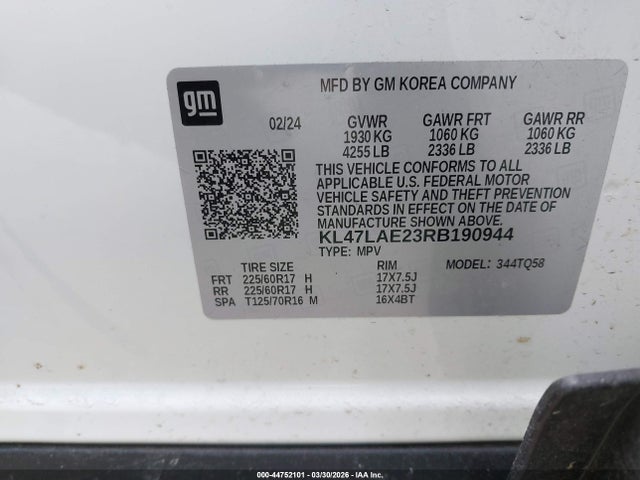 gm
MFD BY GM KOREA COMPANY
02/24 GVWR GAWR FRT GAWR RR
1930 KG 1060 KG 1060 KG
4255 LB 2336 LB 2336 LB
THIS VEHICLE CONFORMS TO ALL
APPLICABLE U.S. FEDERAL MOTOR
VEHICLE SAFETY AND THEFT PREVENTION
STANDARDS IN EFFECT ON THE DATE OF
MANUFACTURE SHOWN ABOVE.
KL47LAE23RB190944
TYPE: MPV MODEL: 344TQ58
TIRE SIZE RIM
FRT 225/60R17 H 17X7.5J
RR 225/60R17 H 17X7.5J
SPA T125/70R16 M 16X4BT
000-44752101 | 03/30/2026 | IAA Inc.